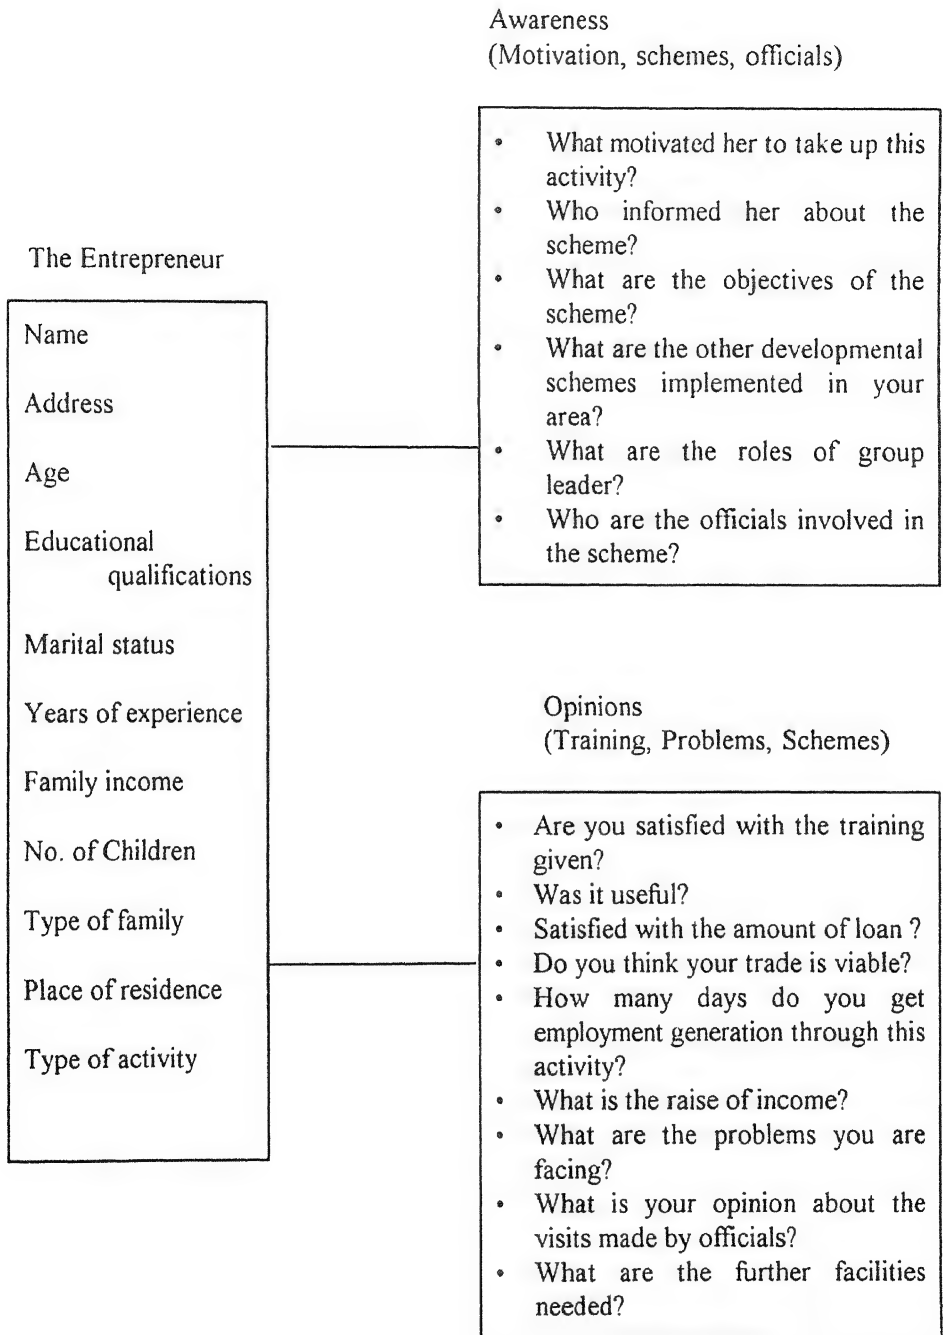 Awareness
(Motivation, schemes, officials)
• What motivated her to take up this
activity?
• Who informed her about the
scheme?
• What are the objectives of the
scheme?
• What are the other developmental
schemes implemented in your
area?
• What are the roles of group
leader?
• Who are the officials involved in
the scheme?
The Entrepreneur
Name
Address
Age
Educational
qualifications
Marital status
Years of experience
Family income
No. of Children
Type of family
Place of residence
Type of activity
Opinions
(Training, Problems, Schemes)
• Are you satisfied with the training
given?
• Was it useful?
• Satisfied with the amount of loan ?
• Do you think your trade is viable?
• How many days do you get
employment generation through this
activity?
• What is the raise of income?
• What are the problems you are
facing?
• What is your opinion about the
visits made by officials?
• What are the further facilities
needed?